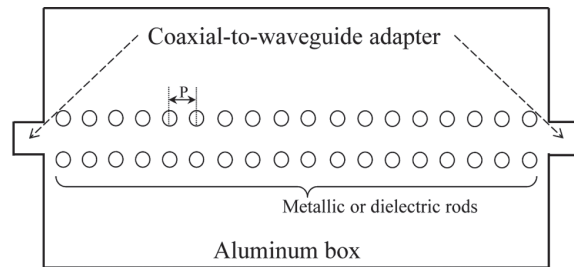 Coaxial-to-waveguide adapter
P
Metallic or dielectric rods
Aluminum box